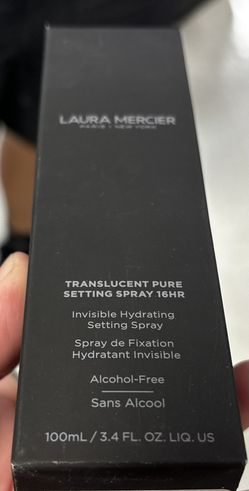 LAURA MERCIER
PARIS | NEW YORK
TRANSLUCENT PURE
SETTING SPRAY 16HR
Invisible Hydrating
Setting Spray
Spray de Fixation
Hydratant Invisible
Alcohol-Free
Sans Alcool
100mL / 3.4 FL. OZ. LIQ. US